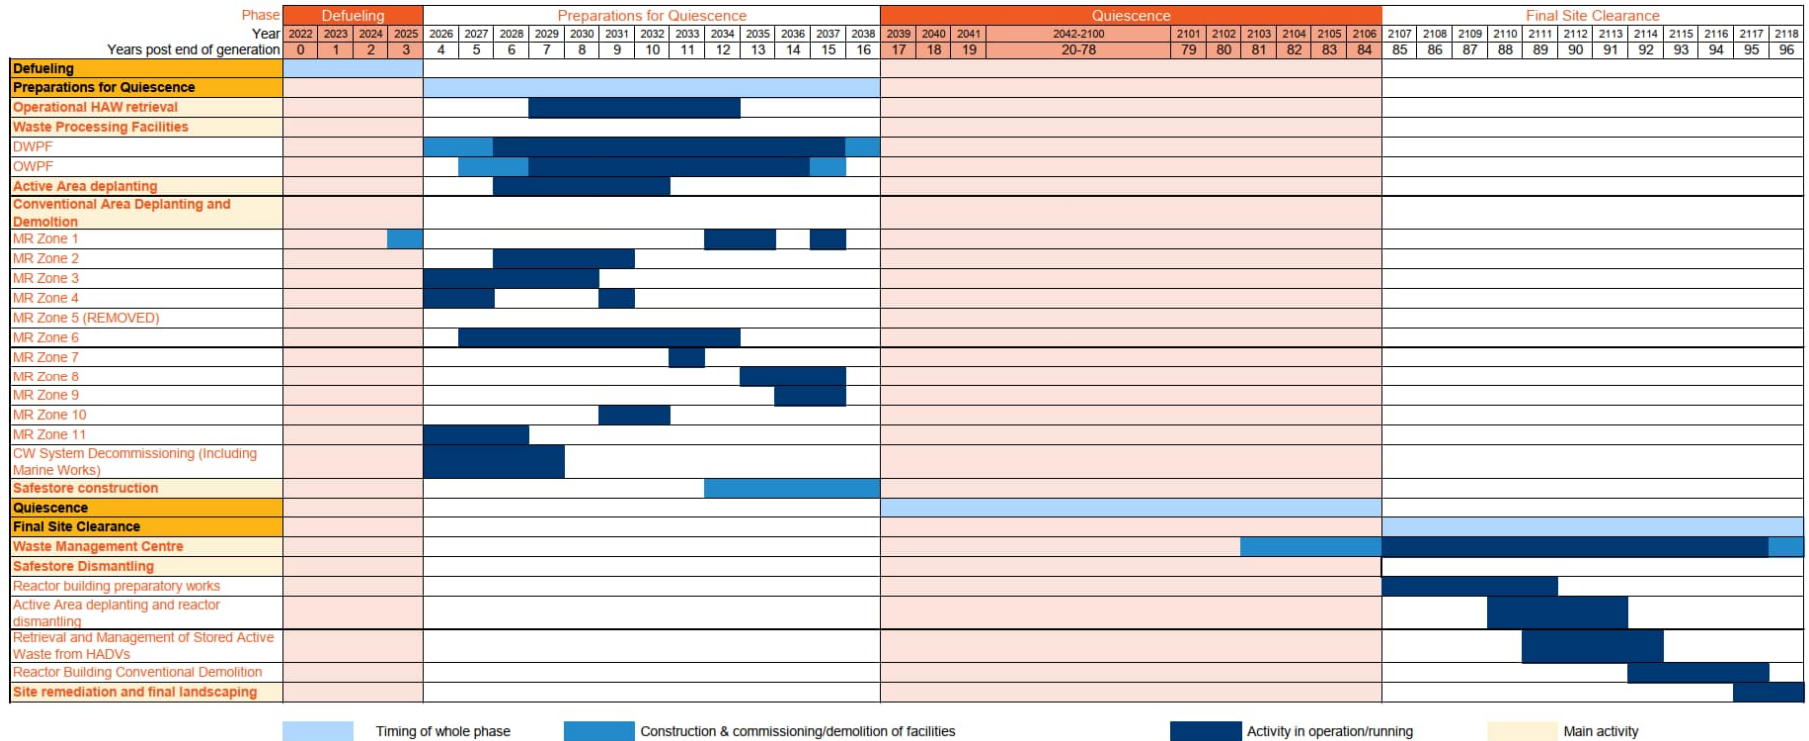 Phase Defueling Preparations for Quiescence Quiescence Final Site Clearance
Year 2022 2023 2024 2025 2026 2027 2028 2029 2030 2031 2032 2033 2034 2035 2036 2037 2038 2039 2040 2041 2042-2100 2101 2102 2103 2104 2105 2106 2107 2108 2109 2110 2111 2112 2113 2114 2115 2116 2117 2118
Years post end of generation 0 1 2 3 4 5 6 7 8 9 10 11 12 13 14 15 16 17 18 19 20-78 79 80 81 82 83 84 85 86 87 88 89 90 91 92 93 94 95 96
Defueling
Preparations for Quiescence
Operational HAW retrieval
Waste Processing Facilities
DWPF
OWPF
Active Area deplanting
Conventional Area Deplanting and
Demoltion
MR Zone 1
MR Zone 2
MR Zone 3
MR Zone 4
MR Zone 5 (REMOVED)
MR Zone 6
MR Zone 7
MR Zone 8
MR Zone 9
MR Zone 10
MR Zone 11
CW System Decommissioning (Including
Marine Works)
Safestore construction
Quiescence
Final Site Clearance
Waste Management Centre
Safestore Dismantling
Reactor building preparatory works
Active Area deplanting and reactor
dismantling
Retrieval and Management of Stored Active
Waste from HADVs
Reactor Building Conventional Demolition
Site remediation and final landscaping
Timing of whole phase Construction & commissioning/demolition of facilities Activity in operation/running Main activity